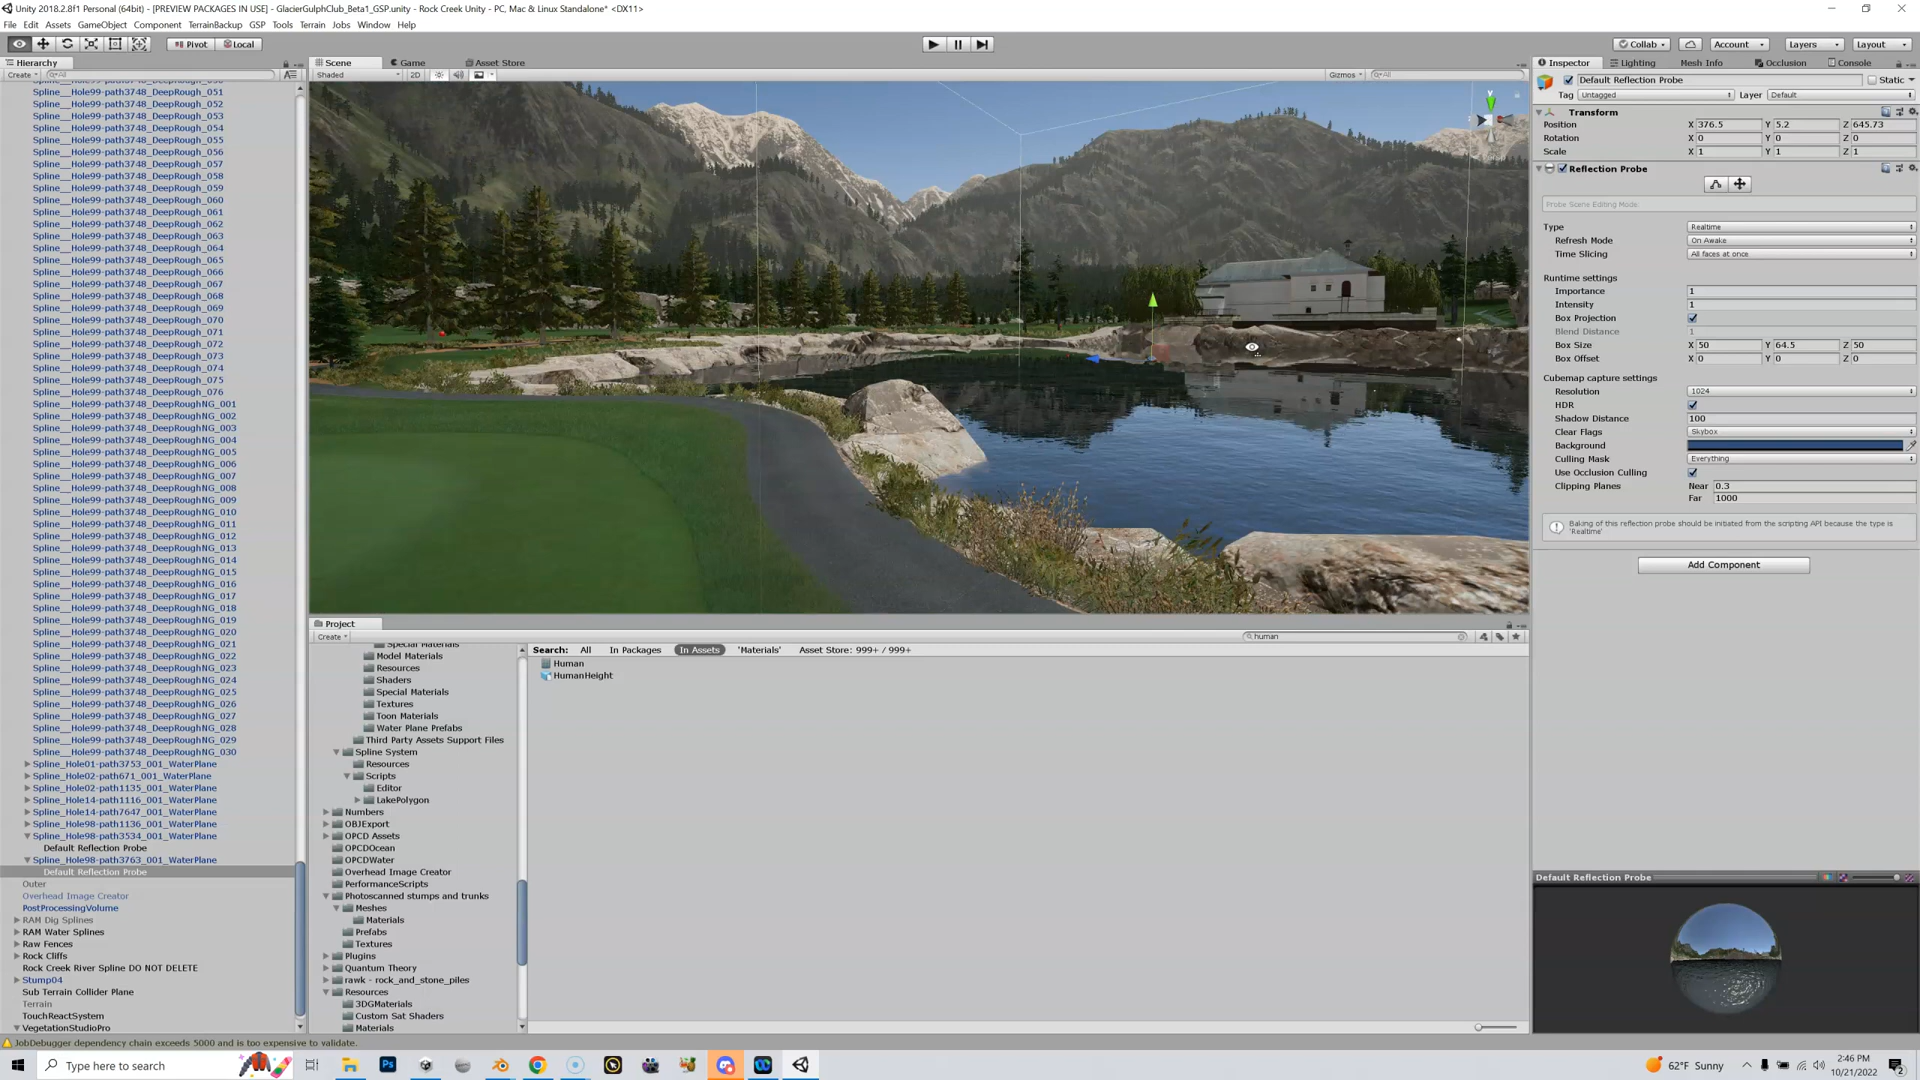 Unity 2018.2.8f1 Personal (64bit) - [PREVIEW PACKAGES IN USE] - GlacierGulphClub_Beta1_GSP.unity - Rock Creek Unity - PC, Mac & Linux Standalone* <DX11>
File Edit Assets GameObject Component TerrainBackup GSP Tools Terrain Jobs Window Help
Pivot Local Collab Account Layers Layout
Hierarchy
Create All
Spline__Hole99-path3748_DeepRough_051
Spline__Hole99-path3748_DeepRough_052
Spline__Hole99-path3748_DeepRough_053
Spline__Hole99-path3748_DeepRough_054
Spline__Hole99-path3748_DeepRough_055
Spline__Hole99-path3748_DeepRough_056
Spline__Hole99-path3748_DeepRough_057
Spline__Hole99-path3748_DeepRough_058
Spline__Hole99-path3748_DeepRough_059
Spline__Hole99-path3748_DeepRough_060
Spline__Hole99-path3748_DeepRough_061
Spline__Hole99-path3748_DeepRough_062
Spline__Hole99-path3748_DeepRough_063
Spline__Hole99-path3748_DeepRough_064
Spline__Hole99-path3748_DeepRough_065
Spline__Hole99-path3748_DeepRough_066
Spline__Hole99-path3748_DeepRough_067
Spline__Hole99-path3748_DeepRough_068
Spline__Hole99-path3748_DeepRough_069
Spline__Hole99-path3748_DeepRough_070
Spline__Hole99-path3748_DeepRough_071
Spline__Hole99-path3748_DeepRough_072
Spline__Hole99-path3748_DeepRough_073
Spline__Hole99-path3748_DeepRough_074
Spline__Hole99-path3748_DeepRough_075
Spline__Hole99-path3748_DeepRough_076
Spline__Hole99-path3748_DeepRoughNG_001
Spline__Hole99-path3748_DeepRoughNG_002
Spline__Hole99-path3748_DeepRoughNG_003
Spline__Hole99-path3748_DeepRoughNG_004
Spline__Hole99-path3748_DeepRoughNG_005
Spline__Hole99-path3748_DeepRoughNG_006
Spline__Hole99-path3748_DeepRoughNG_007
Spline__Hole99-path3748_DeepRoughNG_008
Spline__Hole99-path3748_DeepRoughNG_009
Spline__Hole99-path3748_DeepRoughNG_010
Spline__Hole99-path3748_DeepRoughNG_011
Spline__Hole99-path3748_DeepRoughNG_012
Spline__Hole99-path3748_DeepRoughNG_013
Spline__Hole99-path3748_DeepRoughNG_014
Spline__Hole99-path3748_DeepRoughNG_015
Spline__Hole99-path3748_DeepRoughNG_016
Spline__Hole99-path3748_DeepRoughNG_017
Spline__Hole99-path3748_DeepRoughNG_018
Spline__Hole99-path3748_DeepRoughNG_019
Spline__Hole99-path3748_DeepRoughNG_020
Spline__Hole99-path3748_DeepRoughNG_021
Spline__Hole99-path3748_DeepRoughNG_022
Spline__Hole99-path3748_DeepRoughNG_023
Spline__Hole99-path3748_DeepRoughNG_024
Spline__Hole99-path3748_DeepRoughNG_025
Spline__Hole99-path3748_DeepRoughNG_026
Spline__Hole99-path3748_DeepRoughNG_027
Spline__Hole99-path3748_DeepRoughNG_028
Spline__Hole99-path3748_DeepRoughNG_029
Spline__Hole99-path3748_DeepRoughNG_030
Spline_Hole01-path3753_001_WaterPlane
Spline_Hole02-path671_001_WaterPlane
Spline_Hole02-path1135_001_WaterPlane
Spline_Hole14-path1116_001_WaterPlane
Spline_Hole14-path7647_001_WaterPlane
Spline_Hole98-path1136_001_WaterPlane
Spline_Hole98-path3534_001_WaterPlane
Default Reflection Probe
Spline_Hole98-path3763_001_WaterPlane
Default Reflection Probe
Outer
Overhead Image Creator
PostProcessingVolume
RAM Dig Splines
RAM Water Splines
Raw Fences
Rock Cliffs
Rock Creek River Spline DO NOT DELETE
Stump04
Sub Terrain Collider Plane
Terrain
TouchReactSystem
VegetationStudioPro
Scene Game Asset Store
Shaded 2D Gizmos All
y
Project
Create human
Special Materials
Model Materials
Resources
Shaders
Special Materials
Textures
Toon Materials
Water Plane Prefabs
Third Party Assets Support Files
Spline System
Resources
Scripts
Editor
LakePolygon
Numbers
OBJExport
OPCD Assets
OPCDOcean
OPCDWater
Overhead Image Creator
PerformanceScripts
Photoscanned stumps and trunks
Meshes
Materials
Prefabs
Textures
Plugins
Quantum Theory
rawk - rock_and_stone_piles
Resources
3DGMaterials
Custom Sat Shaders
Materials
Search: All In Packages In Assets 'Materials' Asset Store: 999+ / 999+
Human
HumanHeight
Inspector Lighting Mesh Info Occlusion Console
Default Reflection Probe Static
Tag Untagged Layer Default
Transform
Position X 376.5 Y 5.2 Z 645.73
Rotation X 0 Y 0 Z 0
Scale X 1 Y 1 Z 1
Reflection Probe
Probe Scene Editing Mode:
Type Realtime
Refresh Mode On Awake
Time Slicing All faces at once
Runtime settings
Importance 1
Intensity 1
Box Projection
Blend Distance 1
Box Size X 50 Y 64.5 Z 50
Box Offset X 0 Y 0 Z 0
Cubemap capture settings
Resolution 1024
HDR
Shadow Distance 100
Clear Flags Skybox
Background
Culling Mask Everything
Use Occlusion Culling
Clipping Planes Near 0.3
Far 1000
Baking of this reflection probe should be initiated from the scripting API because the type is
'Realtime'
Add Component
Default Reflection Probe
JobDebugger dependency chain exceeds 5000 and is too expensive to validate.
Type here to search
62°F Sunny
2:46 PM
10/21/2022
2